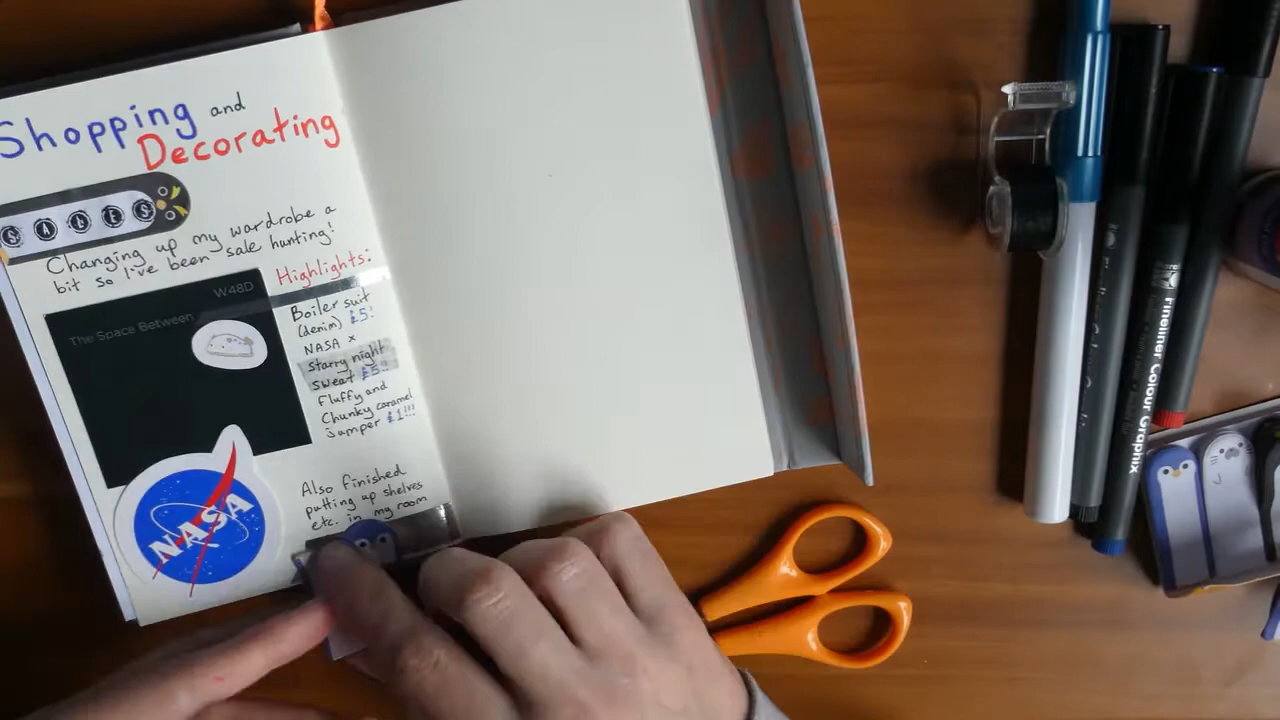 Shopping and
Decorating
SALES
Changing up my wardrobe a
bit so I've been sale hunting!
W48D
The Space Between
Highlights:
Boiler suit
(denim) £5!
NASA x
starry night
sweat £5!
Fluffy and
Chunky caramel
jumper £1!!!
NASA
Also finished
putting up shelves
etc. in my room
Fineliner Colour Graphix